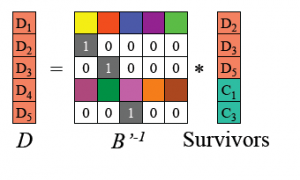 D1 D2
D2 1 0 0 0 0 D3
D3 = 0 1 0 0 0 * D5
D4 C1
D5 0 0 1 0 0 C3
D B'-1 Survivors